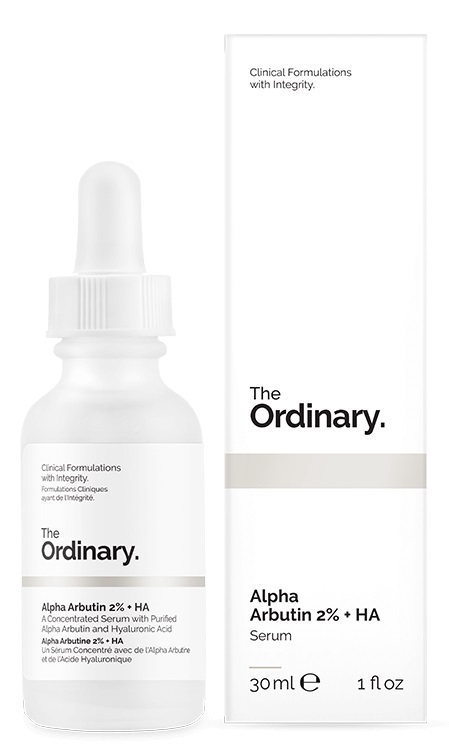 Clinical Formulations
with Integrity.
Formulations Cliniques
ayant de l'Intégrité.
The
Ordinary.
Alpha Arbutin 2% + HA
A Concentrated Serum with Purified
Alpha Arbutin and Hyaluronic Acid
Alpha Arbutine 2% + HA
Un Sérum Concentré avec de l'Alpha Arbutine
et de l'Acide Hyaluronique
Clinical Formulations
with Integrity.
The
Ordinary.
Alpha
Arbutin 2% + HA
Serum
30 ml ℮ 1 fl oz